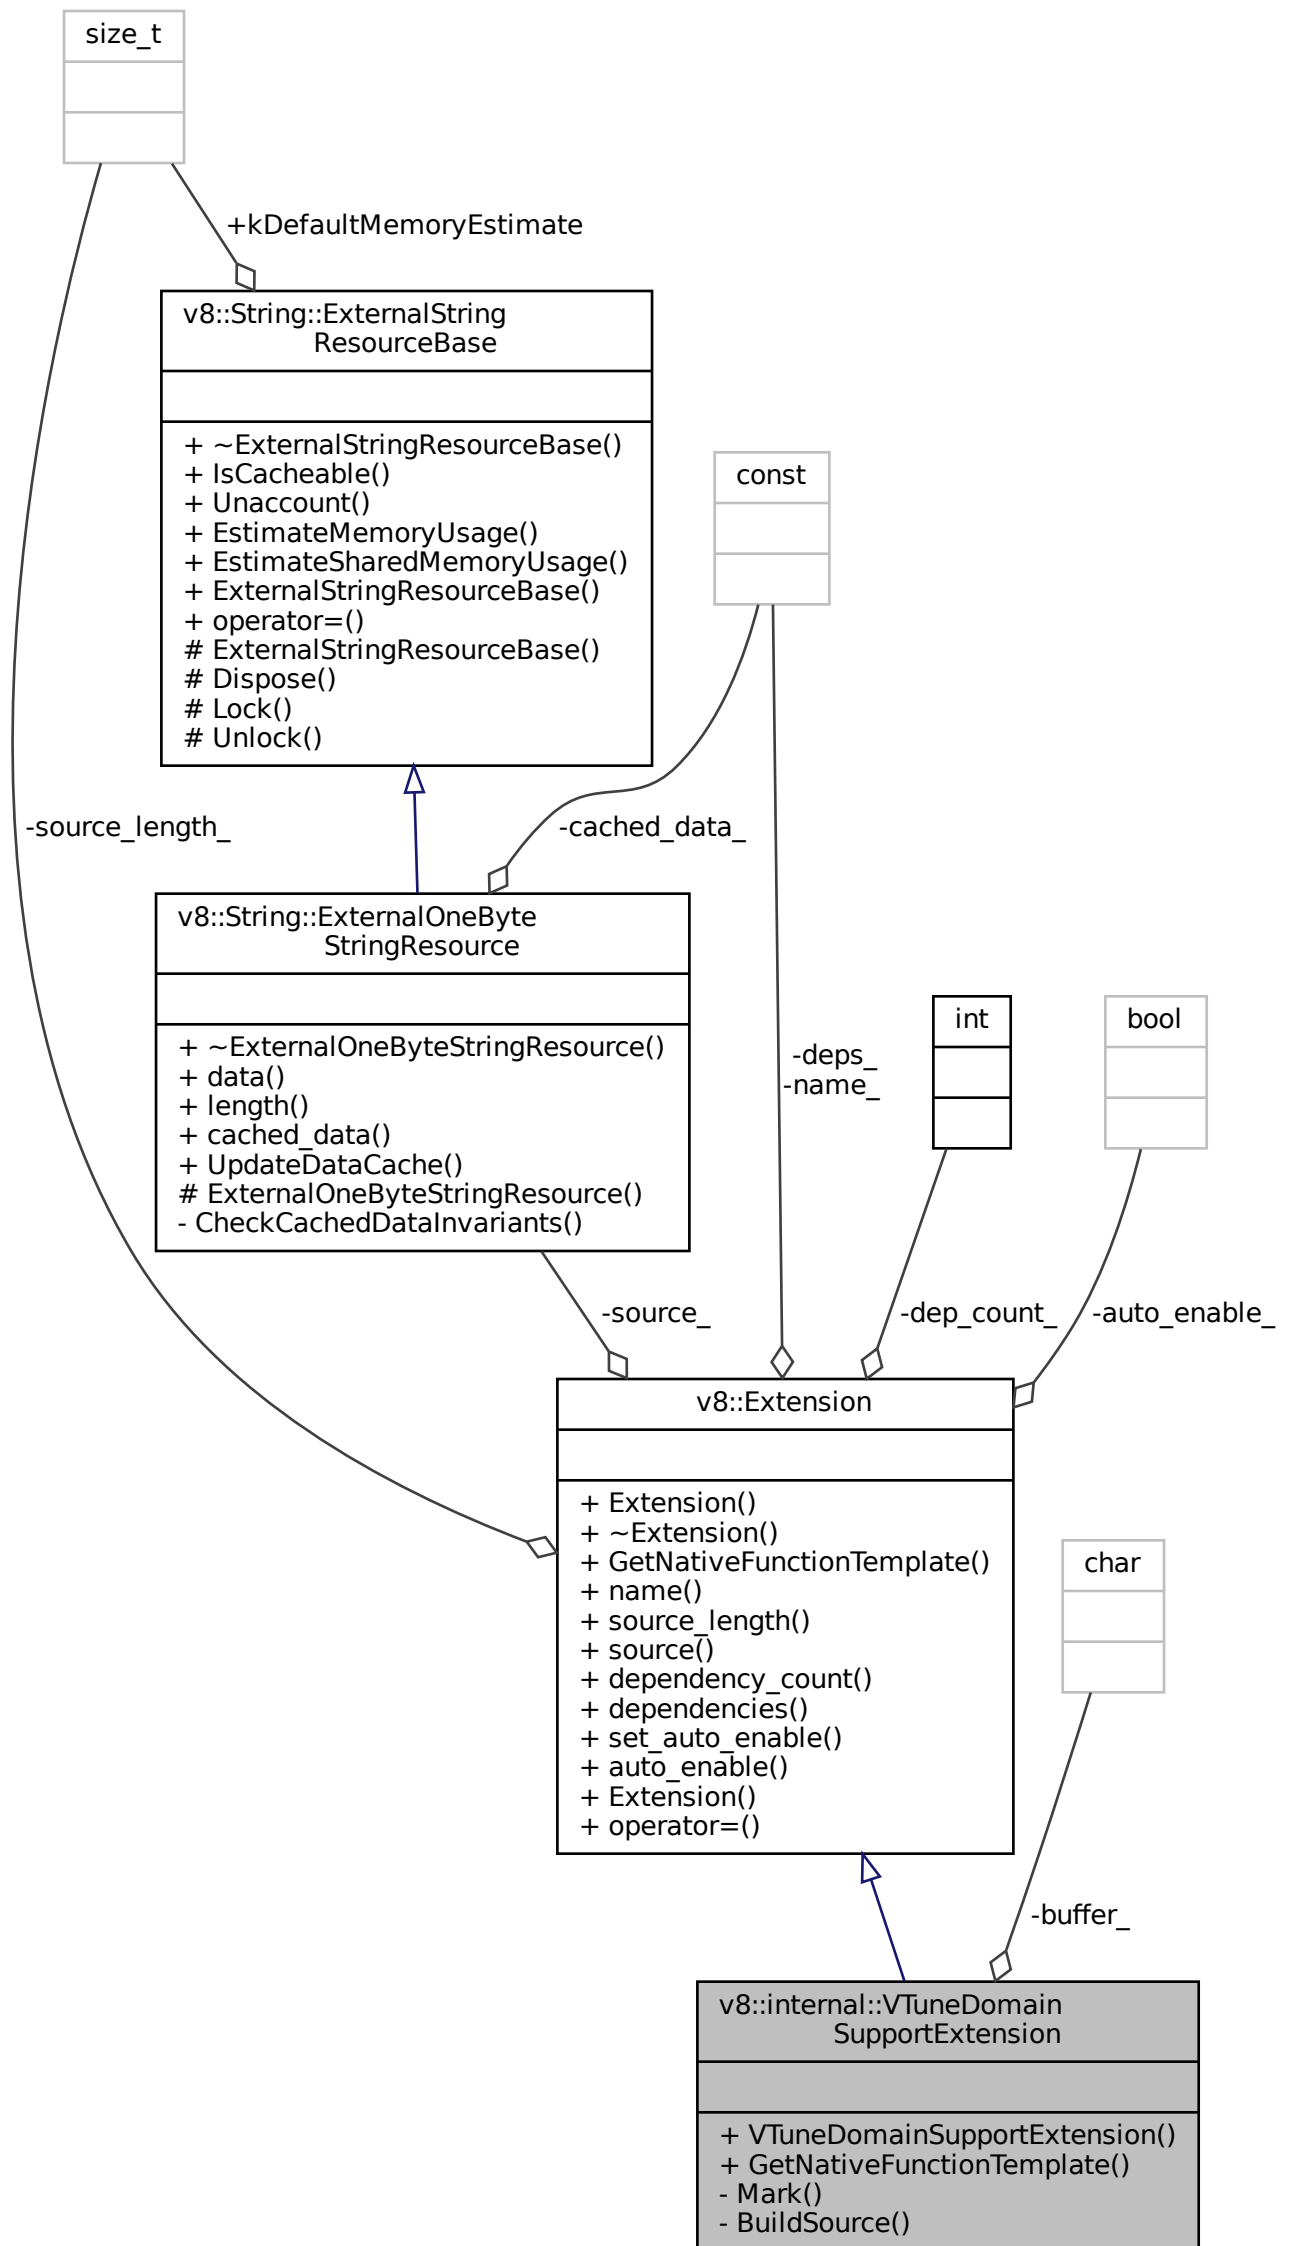 size_t
+kDefaultMemoryEstimate
v8::String::ExternalString
ResourceBase
+ ~ExternalStringResourceBase()
+ IsCacheable()
+ Unaccount()
+ EstimateMemoryUsage()
+ EstimateSharedMemoryUsage()
+ ExternalStringResourceBase()
+ operator=()
# ExternalStringResourceBase()
# Dispose()
# Lock()
# Unlock()
const
-source_length_
-cached_data_
v8::String::ExternalOneByte
StringResource
+ ~ExternalOneByteStringResource()
+ data()
+ length()
+ cached_data()
+ UpdateDataCache()
# ExternalOneByteStringResource()
- CheckCachedDataInvariants()
-deps_
-name_
int
bool
-source_
-dep_count_
-auto_enable_
v8::Extension
+ Extension()
+ ~Extension()
+ GetNativeFunctionTemplate()
+ name()
+ source_length()
+ source()
+ dependency_count()
+ dependencies()
+ set_auto_enable()
+ auto_enable()
+ Extension()
+ operator=()
char
-buffer_
v8::internal::VTuneDomain
SupportExtension
+ VTuneDomainSupportExtension()
+ GetNativeFunctionTemplate()
- Mark()
- BuildSource()